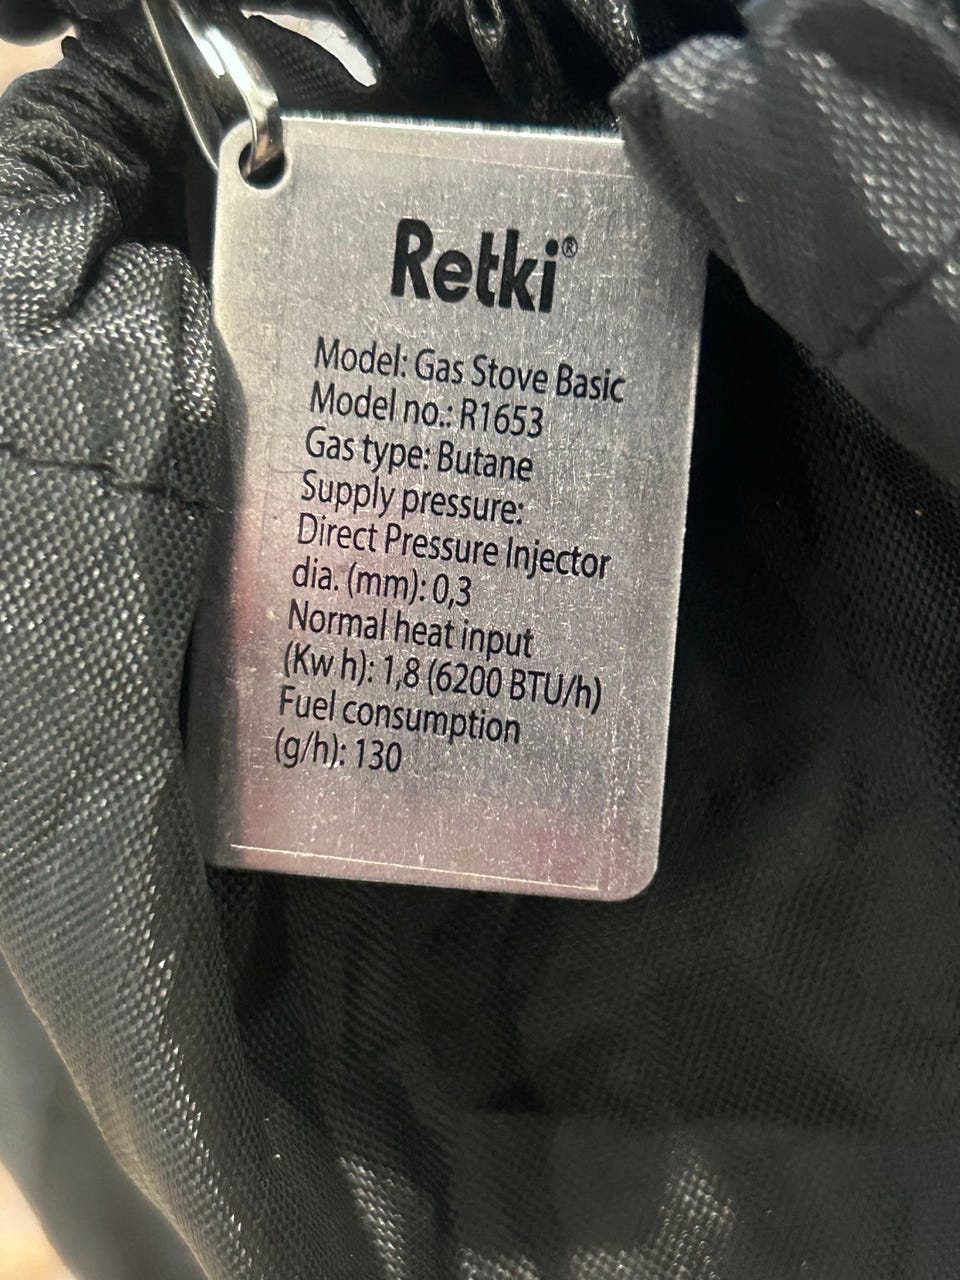 Retki®
Model: Gas Stove Basic
Model no.: R1653
Gas type: Butane
Supply pressure:
Direct Pressure Injector
dia. (mm): 0,3
Normal heat input
(Kw h): 1,8 (6200 BTU/h)
Fuel consumption
(g/h): 130